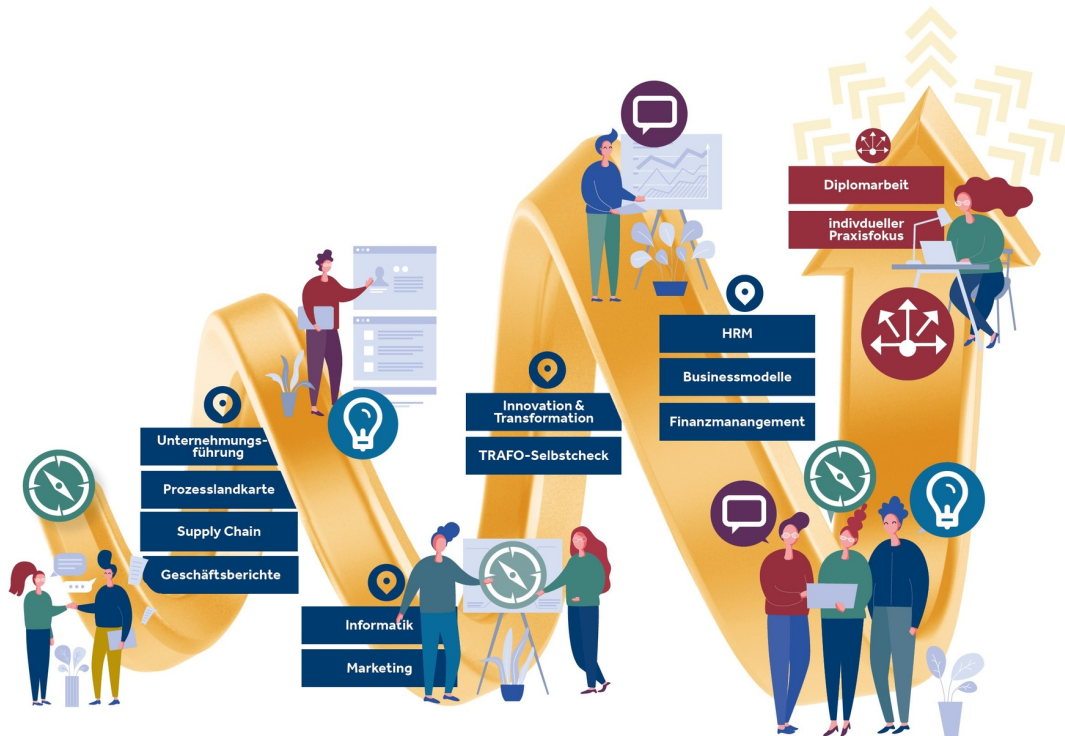 Unternehmungs-
führung
Prozesslandkarte
Supply Chain
Geschäftsberichte
Informatik
Marketing
Innovation &
Transformation
TRAFO-Selbstcheck
HRM
Businessmodelle
Finanzmanangement
Diplomarbeit
indivdueller
Praxisfokus